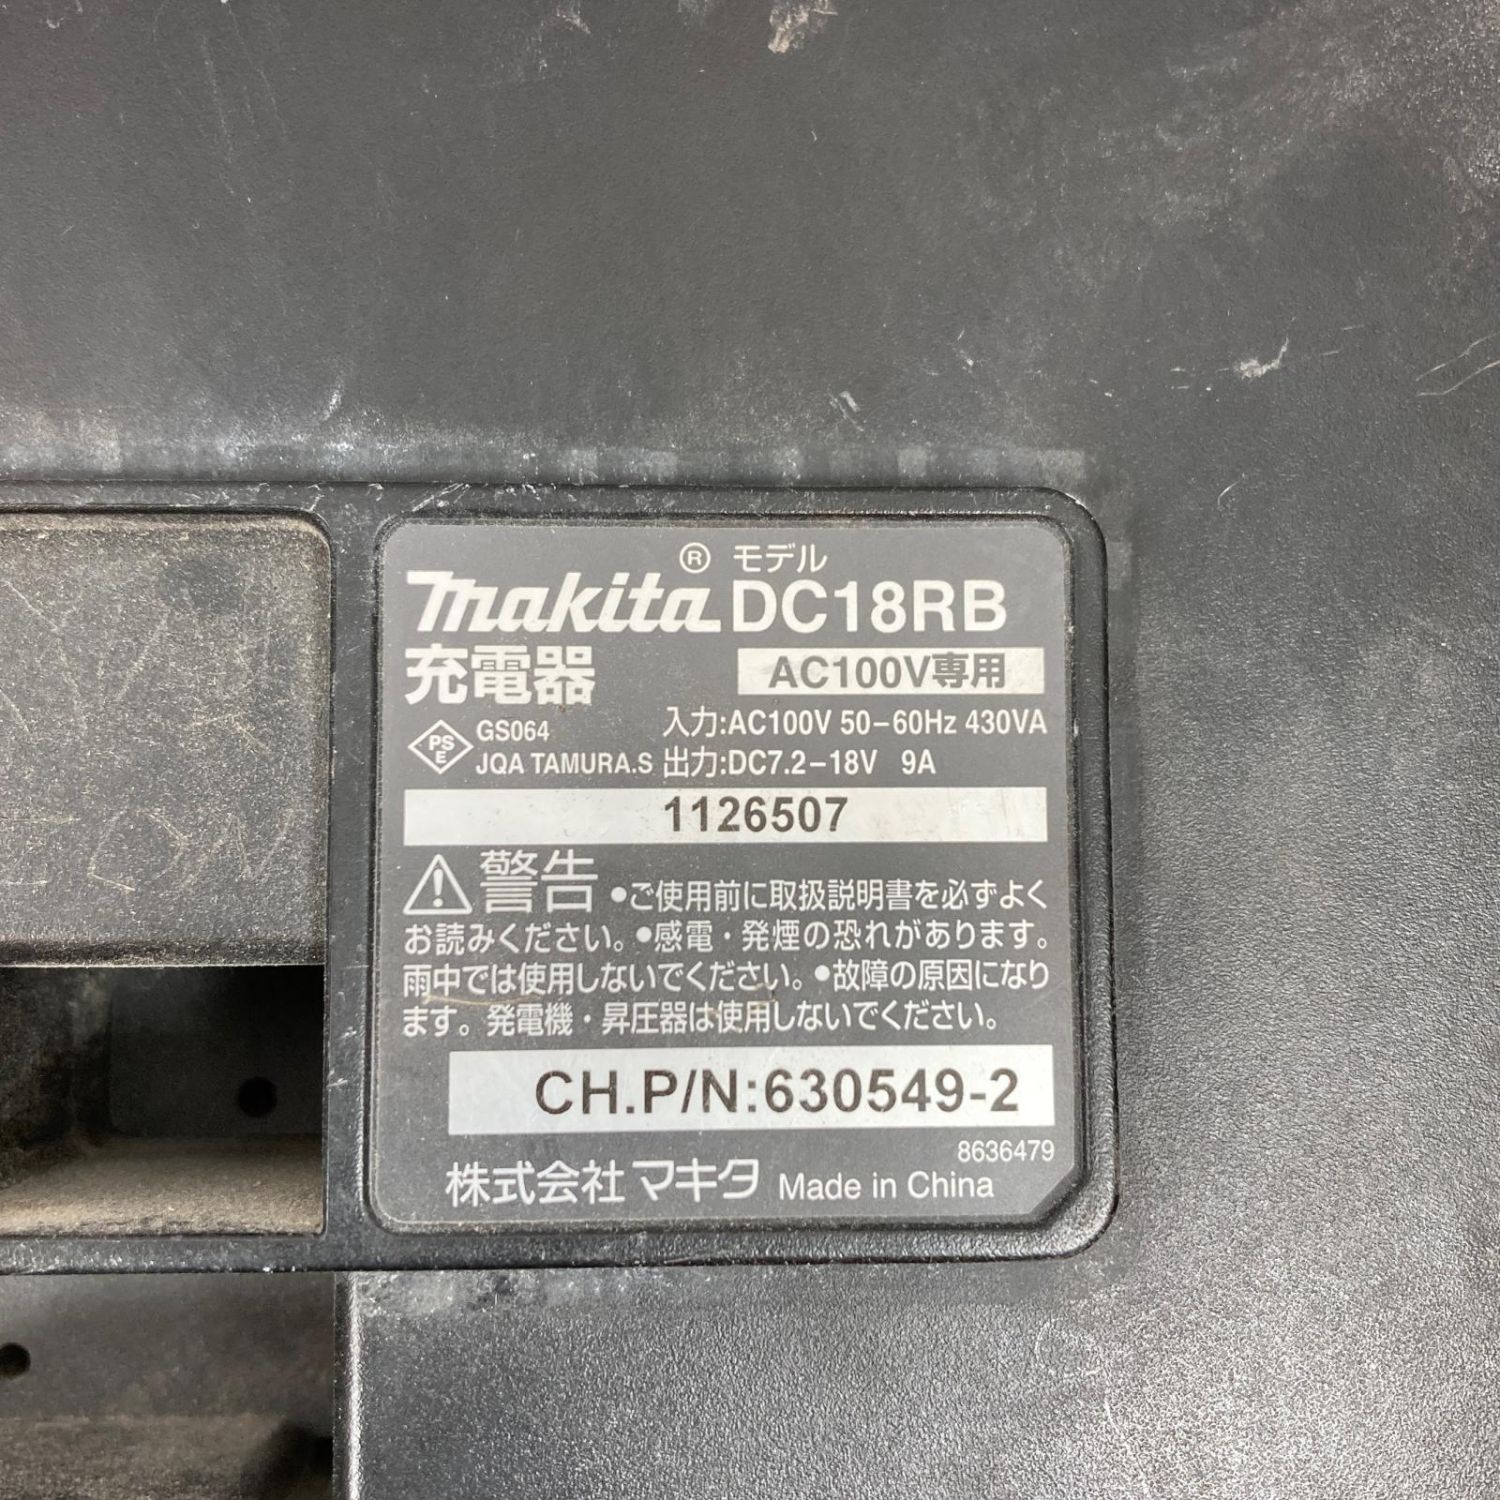 makita® モデル DC18RB
充電器 AC100V専用
PS E GS064 入力:AC100V 50-60Hz 430VA
JQA TAMURA.S 出力:DC7.2-18V 9A
1126507
警告 •ご使用前に取扱説明書を必ずよく
お読みください。•感電・発煙の恐れがあります。
雨中では使用しないでください。•故障の原因になり
ます。発電機・昇圧器は使用しないでください。
CH.P/N:630549-2
8636479
株式会社マキタ Made in China